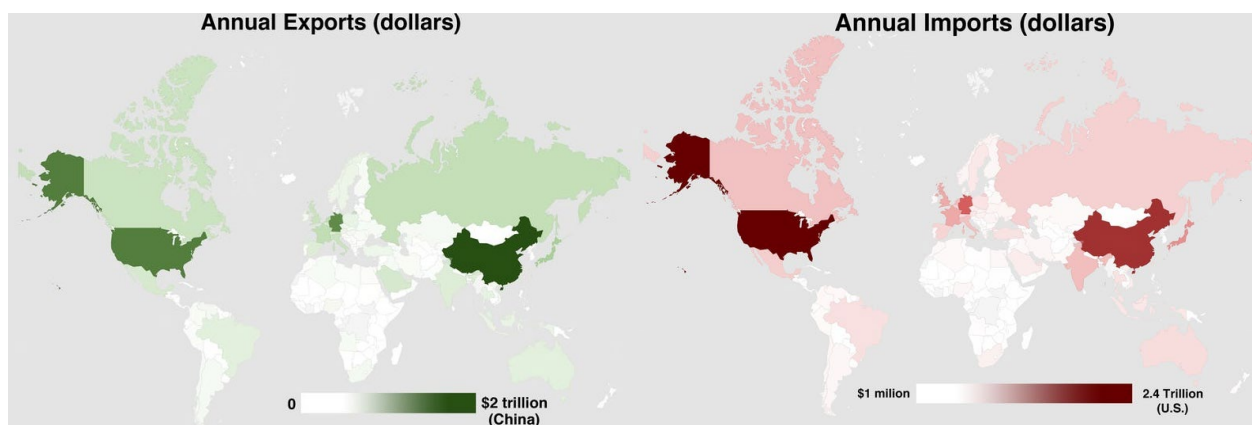 Annual Exports (dollars)
Annual Imports (dollars)
0
$2 trillion
(China)
$1 milion
2.4 Trillion
(U.S.)